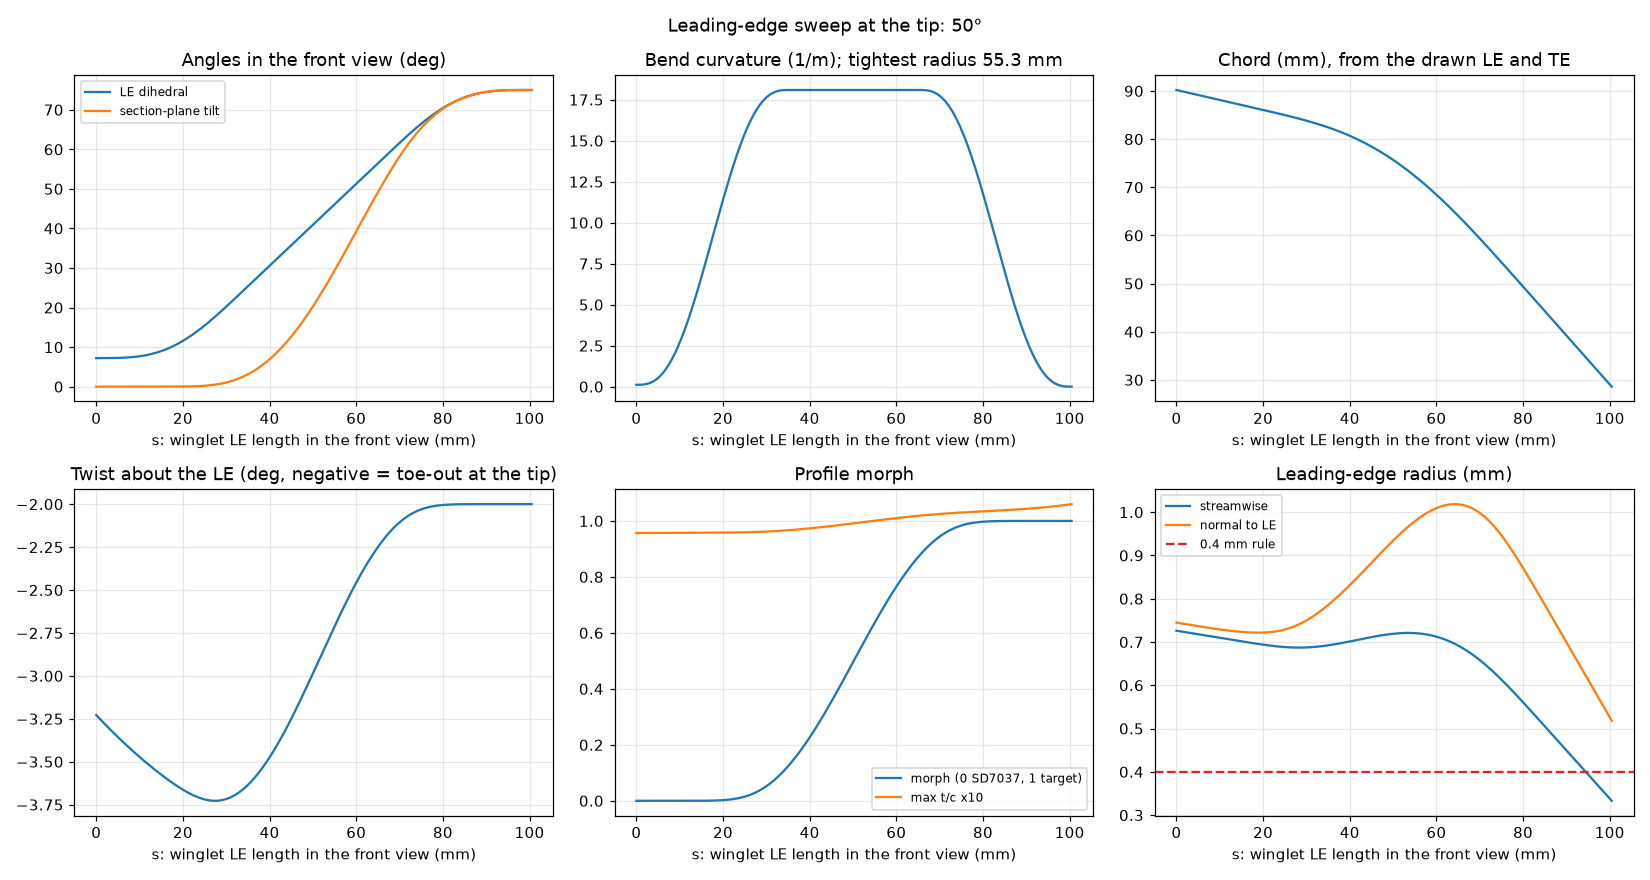 Leading-edge sweep at the tip: 50°
Angles in the front view (deg)
LE dihedral
section-plane tilt
70
60
50
40
30
20
10
0
0 20 40 60 80 100
s: winglet LE length in the front view (mm)
Bend curvature (1/m); tightest radius 55.3 mm
17.5
15.0
12.5
10.0
7.5
5.0
2.5
0.0
0 20 40 60 80 100
s: winglet LE length in the front view (mm)
Chord (mm), from the drawn LE and TE
90
80
70
60
50
40
30
0 20 40 60 80 100
s: winglet LE length in the front view (mm)
Twist about the LE (deg, negative = toe-out at the tip)
−2.00
−2.25
−2.50
−2.75
−3.00
−3.25
−3.50
−3.75
0 20 40 60 80 100
s: winglet LE length in the front view (mm)
Profile morph
1.0
0.8
0.6
0.4
0.2
0.0
morph (0 SD7037, 1 target)
max t/c x10
0 20 40 60 80 100
s: winglet LE length in the front view (mm)
Leading-edge radius (mm)
streamwise
normal to LE
0.4 mm rule
1.0
0.9
0.8
0.7
0.6
0.5
0.4
0.3
0 20 40 60 80 100
s: winglet LE length in the front view (mm)